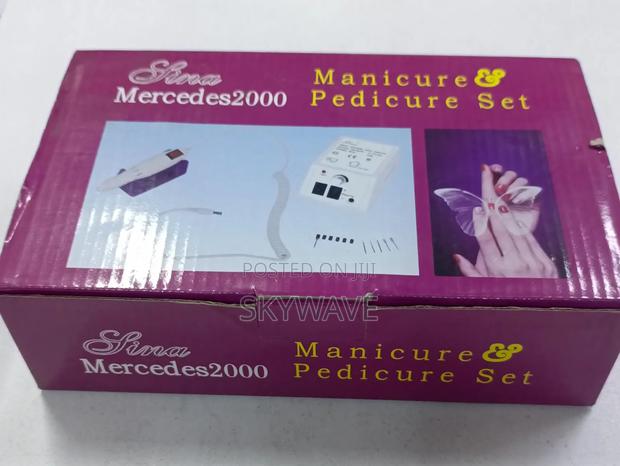 Sina
Mercedes2000
Manicure &
Pedicure Set
POSTED ON JIJI
SKYWAVE
Sina
Mercedes2000
Manicure &
Pedicure Set